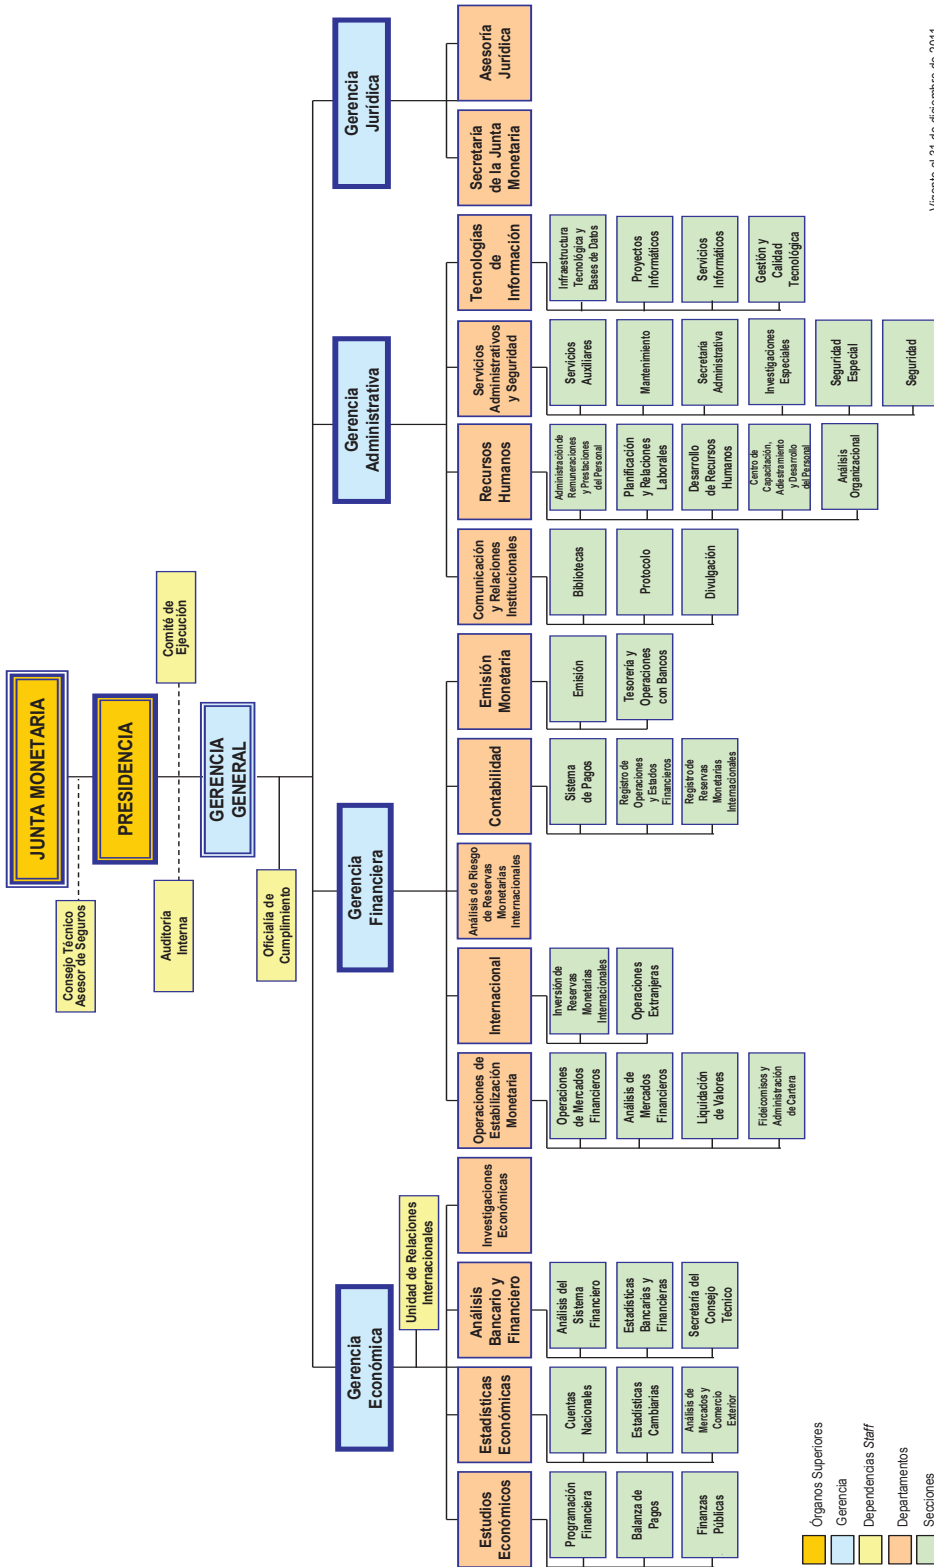 JUNTA MONETARIA
Consejo Técnico
Asesor de Seguros
PRESIDENCIA
Comité de
Ejecución
Auditoría
Interna
GERENCIA
GENERAL
Oficialía de
Cumplimiento
Gerencia
Económica
Gerencia
Financiera
Gerencia
Administrativa
Gerencia
Jurídica
Unidad de Relaciones
Internacionales
Estudios
Económicos
Estadísticas
Económicas
Análisis
Bancario y
Financiero
Investigaciones
Económicas
Operaciones de
Estabilización
Monetaria
Internacional
Análisis de Riesgo
de Reservas
Monetarias
Internacionales
Contabilidad
Emisión
Monetaria
Comunicación
y Relaciones
Institucionales
Recursos
Humanos
Servicios
Administrativos
y Seguridad
Tecnologías
de
Información
Secretaría
de la Junta
Monetaria
Asesoría
Jurídica
Programación
Financiera
Balanza de
Pagos
Finanzas
Públicas
Cuentas
Nacionales
Estadísticas
Cambiarias
Análisis de
Mercados y
Comercio
Exterior
Análisis del
Sistema
Financiero
Estadísticas
Bancarias y
Financieras
Secretaría del
Consejo
Técnico
Operaciones
de Mercados
Financieros
Análisis de
Mercados
Financieros
Liquidación
de Valores
Fideicomisos y
Administración
de Cartera
Inversión de
Reservas
Monetarias
Internacionales
Operaciones
Extranjeras
Sistema
de Pagos
Registro de
Operaciones
y Estados
Financieros
Registro de
Reservas
Monetarias
Internacionales
Emisión
Tesorería y
Operaciones
con Bancos
Bibliotecas
Protocolo
Divulgación
Administración de
Remuneraciones
y Prestaciones
del Personal
Planificación
y Relaciones
Laborales
Desarrollo
de Recursos
Humanos
Centro de
Capacitación,
Adiestramiento
y Desarrollo
del Personal
Análisis
Organizacional
Servicios
Auxiliares
Mantenimiento
Secretaría
Administrativa
Investigaciones
Especiales
Seguridad
Especial
Seguridad
Infraestructura
Tecnológica y
Bases de Datos
Proyectos
Informáticos
Servicios
Informáticos
Gestión y
Calidad
Tecnológica
Órganos Superiores
Gerencia
Dependencias Staff
Departamentos
Secciones
Vigente al 31 de diciembre de 2011